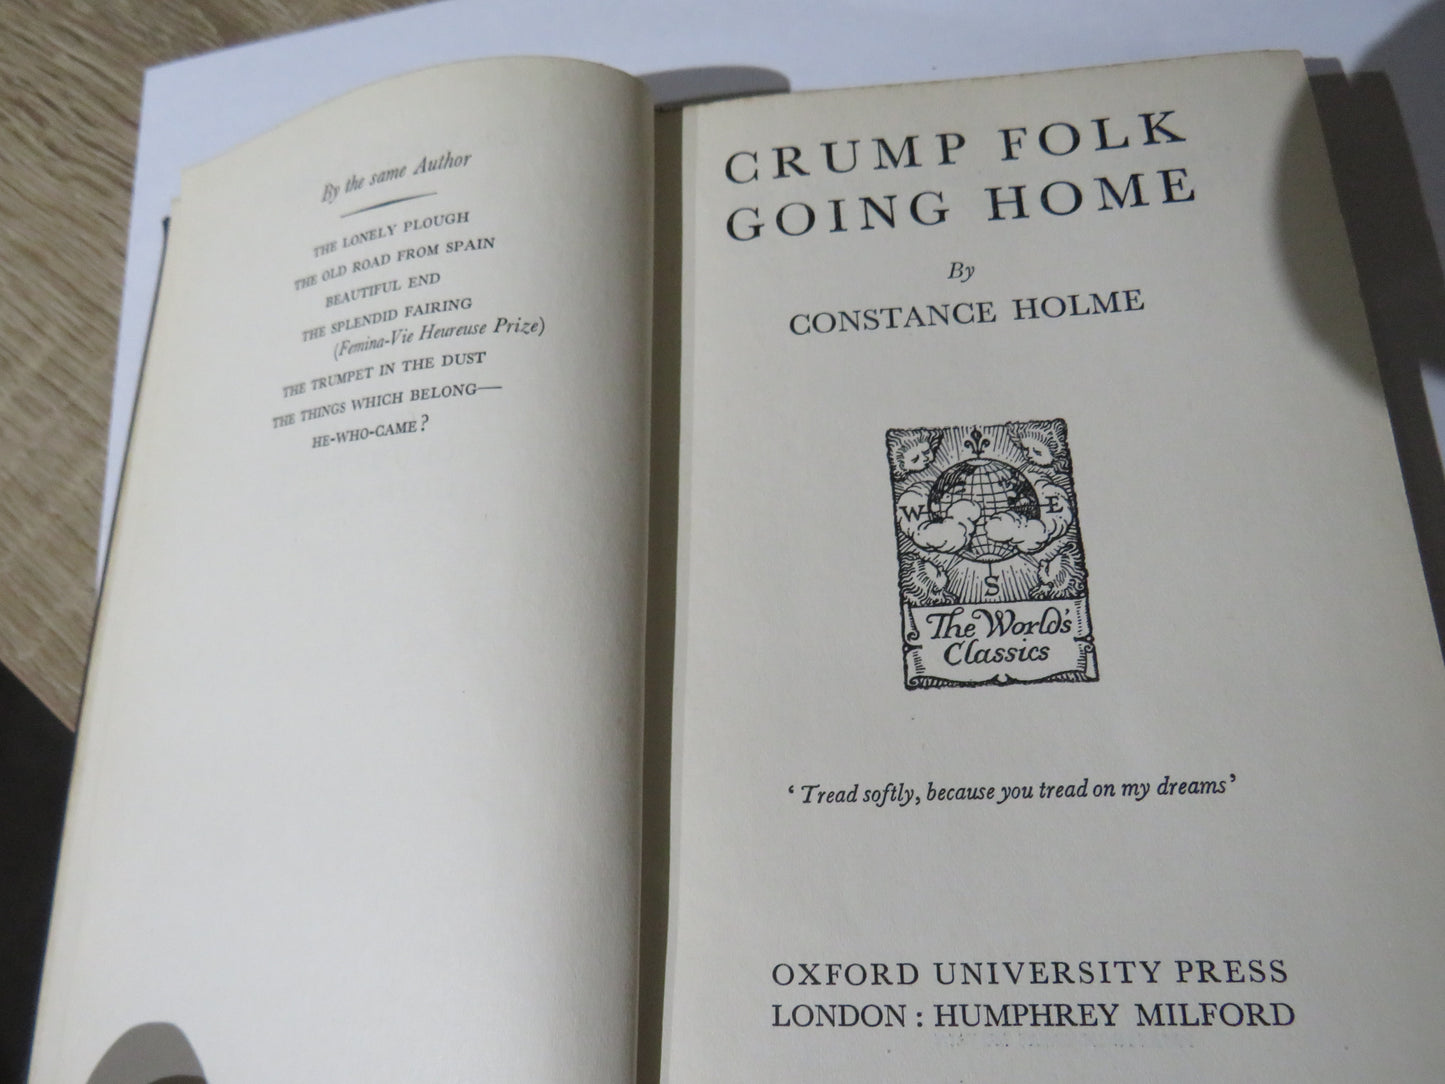 By the same Author
THE LONELY PLOUGH
THE OLD ROAD FROM SPAIN
BEAUTIFUL END
THE SPLENDID FAIRING
(Femina-Vie Heureuse Prize)
THE TRUMPET IN THE DUST
THE THINGS WHICH BELONG—
HE-WHO-CAME?
CRUMP FOLK
GOING HOME
By
CONSTANCE HOLME
W E
S
The World's
Classics
‘Tread softly, because you tread on my dreams’
OXFORD UNIVERSITY PRESS
LONDON : HUMPHREY MILFORD